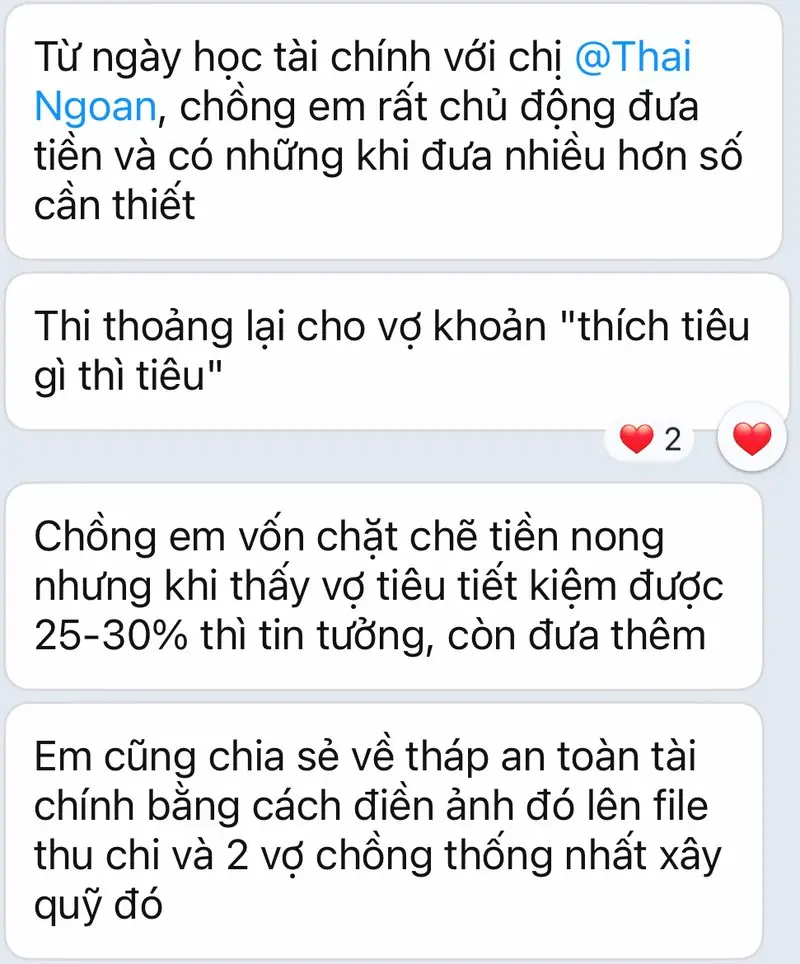 Từ ngày học tài chính với chị @Thai
Ngoan, chồng em rất chủ động đưa
tiền và có những khi đưa nhiều hơn số
cần thiết
Thi thoảng lại cho vợ khoản "thích tiêu
gì thì tiêu"
❤️ 2 ❤️
Chồng em vốn chặt chẽ tiền nong
nhưng khi thấy vợ tiêu tiết kiệm được
25-30% thì tin tưởng, còn đưa thêm
Em cũng chia sẻ về tháp an toàn tài
chính bằng cách điền ảnh đó lên file
thu chi và 2 vợ chồng thống nhất xây
quỹ đó